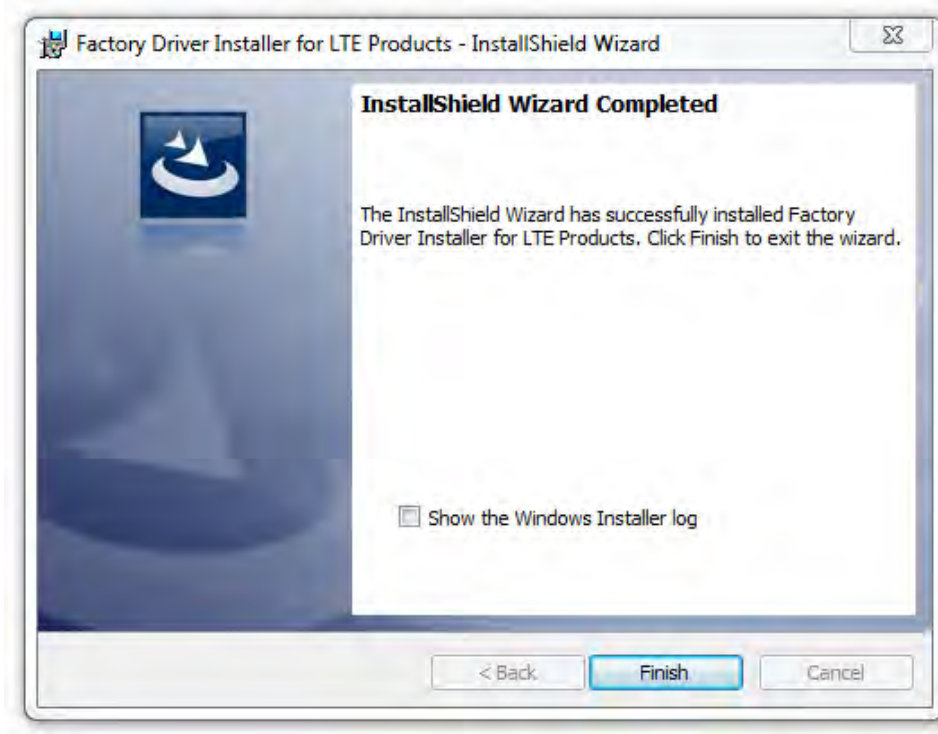 Factory Driver Installer for LTE Products - InstallShield Wizard
InstallShield Wizard Completed
The InstallShield Wizard has successfully installed Factory
Driver Installer for LTE Products. Click Finish to exit the wizard.
Show the Windows Installer log
< Back Finish Cancel